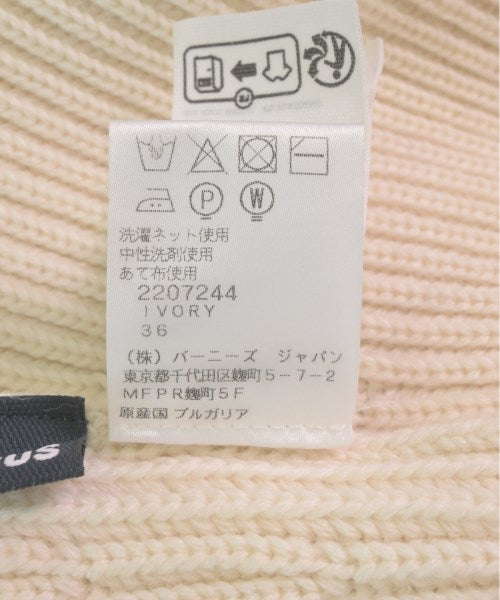 FR
P
W
洗濯ネット使用
中性洗剤使用
あて布使用
2207244
IVORY
36
(株) バーニーズ ジャパン
東京都千代田区麹町5-7-2
MFPR麹町5F
原産国 ブルガリア
sus